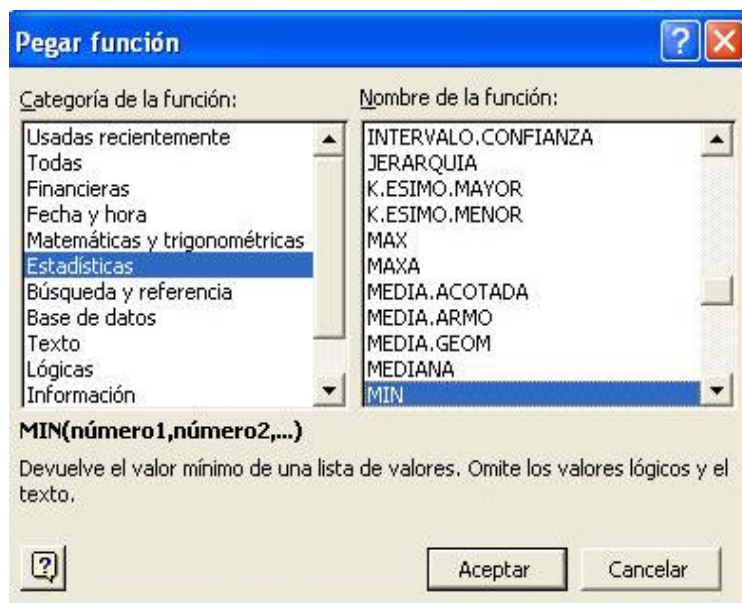 Pegar función
Categoría de la función:
Usadas recientemente
Todas
Financieras
Fecha y hora
Matemáticas y trigonométricas
Estadísticas
Búsqueda y referencia
Base de datos
Texto
Lógicas
Información
Nombre de la función:
INTERVALO.CONFIANZA
JERARQUIA
K.ESIMO.MAYOR
K.ESIMO.MENOR
MAX
MAXA
MEDIA.ACOTADA
MEDIA.ARMO
MEDIA.GEOM
MEDIANA
MIN
MIN(número1,número2,...)
Devuelve el valor mínimo de una lista de valores. Omite los valores lógicos y el
texto.
Aceptar
Cancelar